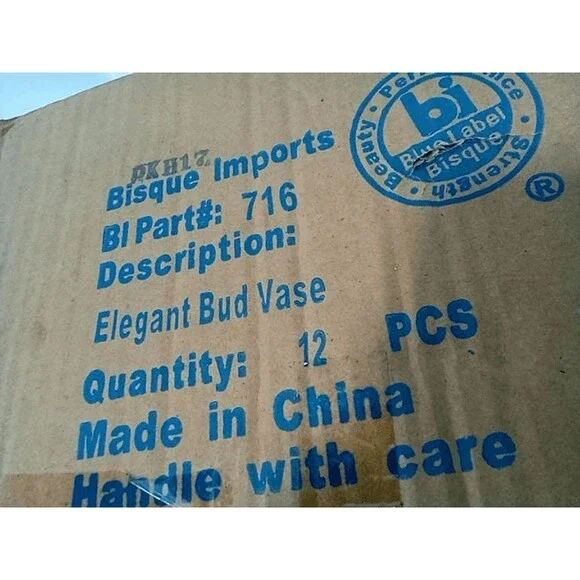 Beauty · Performance · Strength ·
bi
Blue Label
Bisque
®
DKH17
Bisque Imports
BI Part#: 716
Description:
Elegant Bud Vase
Quantity: 12 PCS
Made in China
Handle with care